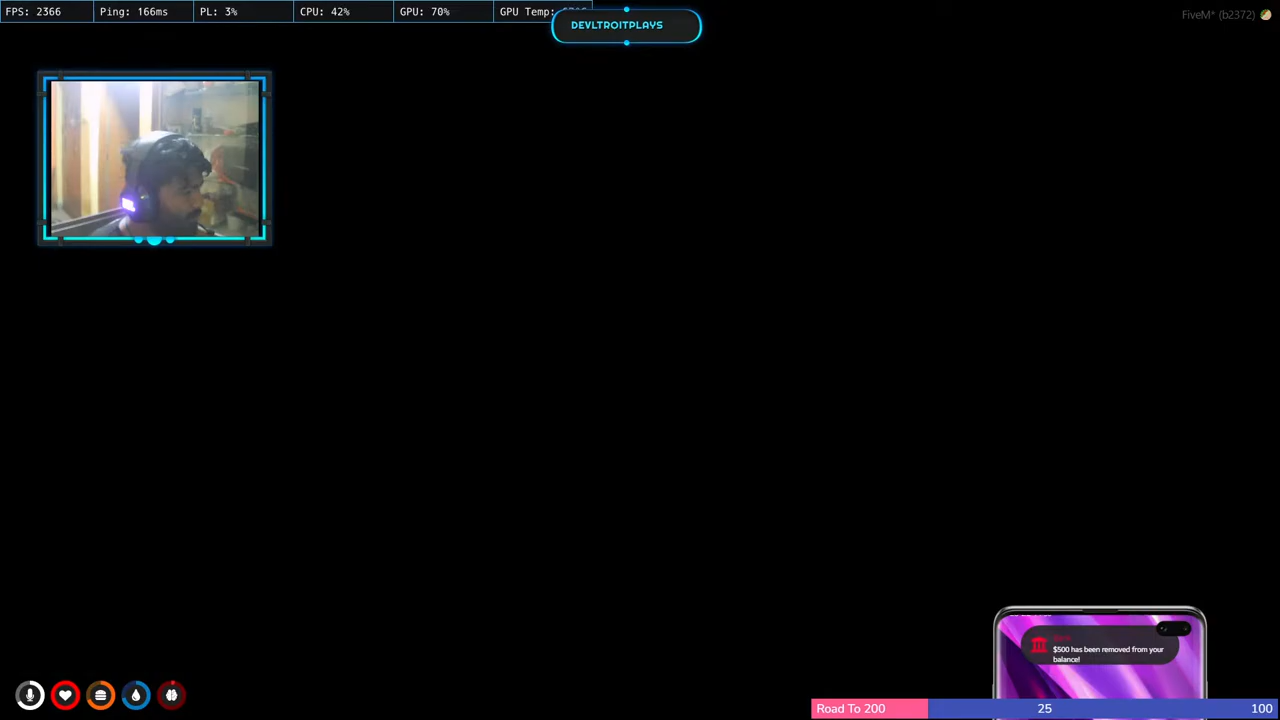 FPS: 2366
Ping: 166ms
PL: 3%
CPU: 42%
GPU: 70%
GPU Temp:
DEVLTROITPLAYS
FiveM* (b2372)
$500 has been removed from your
balance!
Road To 200
25
100